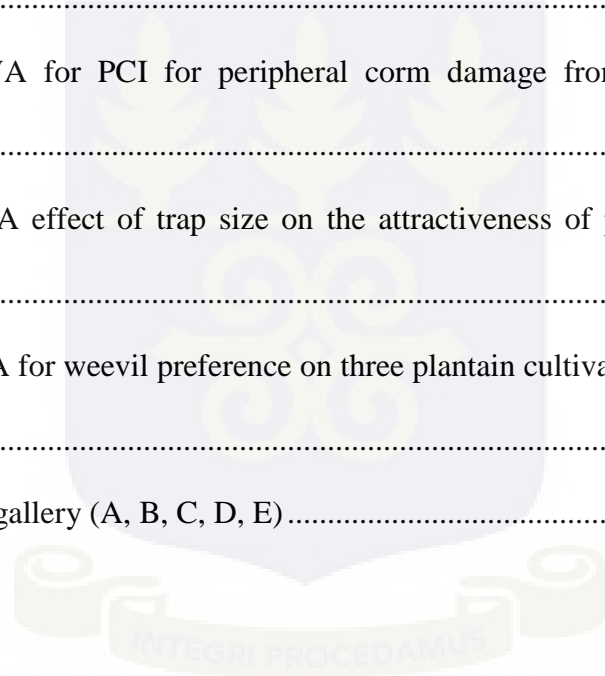 ......................................................................................................
/A for PCI for peripheral corm damage from
......................................................................................................
A effect of trap size on the attractiveness of
......................................................................................................
A for weevil preference on three plantain cultiva
......................................................................................................
gallery (A, B, C, D, E) .......................................................
INTEGRI PROCEDAMUS